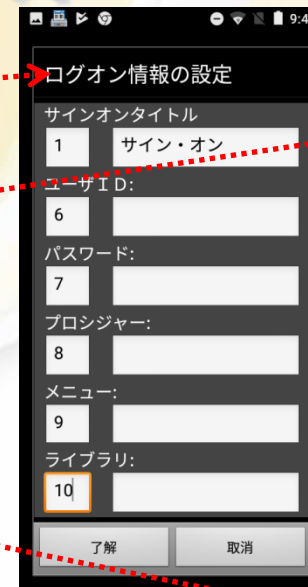 9:4
ログオン情報の設定
サインオンタイトル
1 サイン・オン
ユーザID:
6
パスワード:
7
プロシジャー:
8
メニュー:
9
ライブラリ:
10
了解 取消